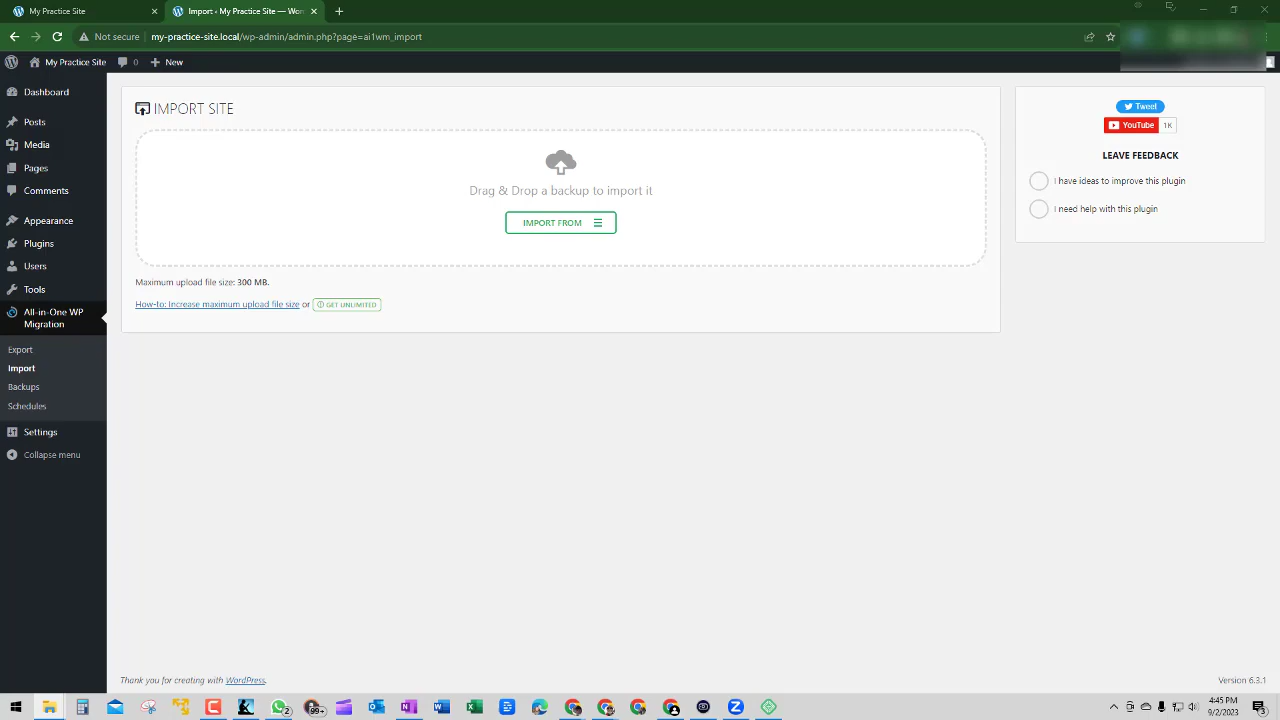 My Practice Site
Import ‹ My Practice Site — Wor
Not secure
my-practice-site.local/wp-admin/admin.php?page=ai1wm_import
My Practice Site
0
New
Dashboard
Posts
Media
Pages
Comments
Appearance
Plugins
Users
Tools
All-in-One WP
Migration
Export
Import
Backups
Schedules
Settings
Collapse menu
IMPORT SITE
Drag & Drop a backup to import it
IMPORT FROM
Maximum upload file size: 300 MB.
How-to: Increase maximum upload file size or GET UNLIMITED
Tweet
YouTube 1K
LEAVE FEEDBACK
I have ideas to improve this plugin
I need help with this plugin
Thank you for creating with WordPress.
Version 6.3.1
2
99+
4:45 PM
9/2/2023